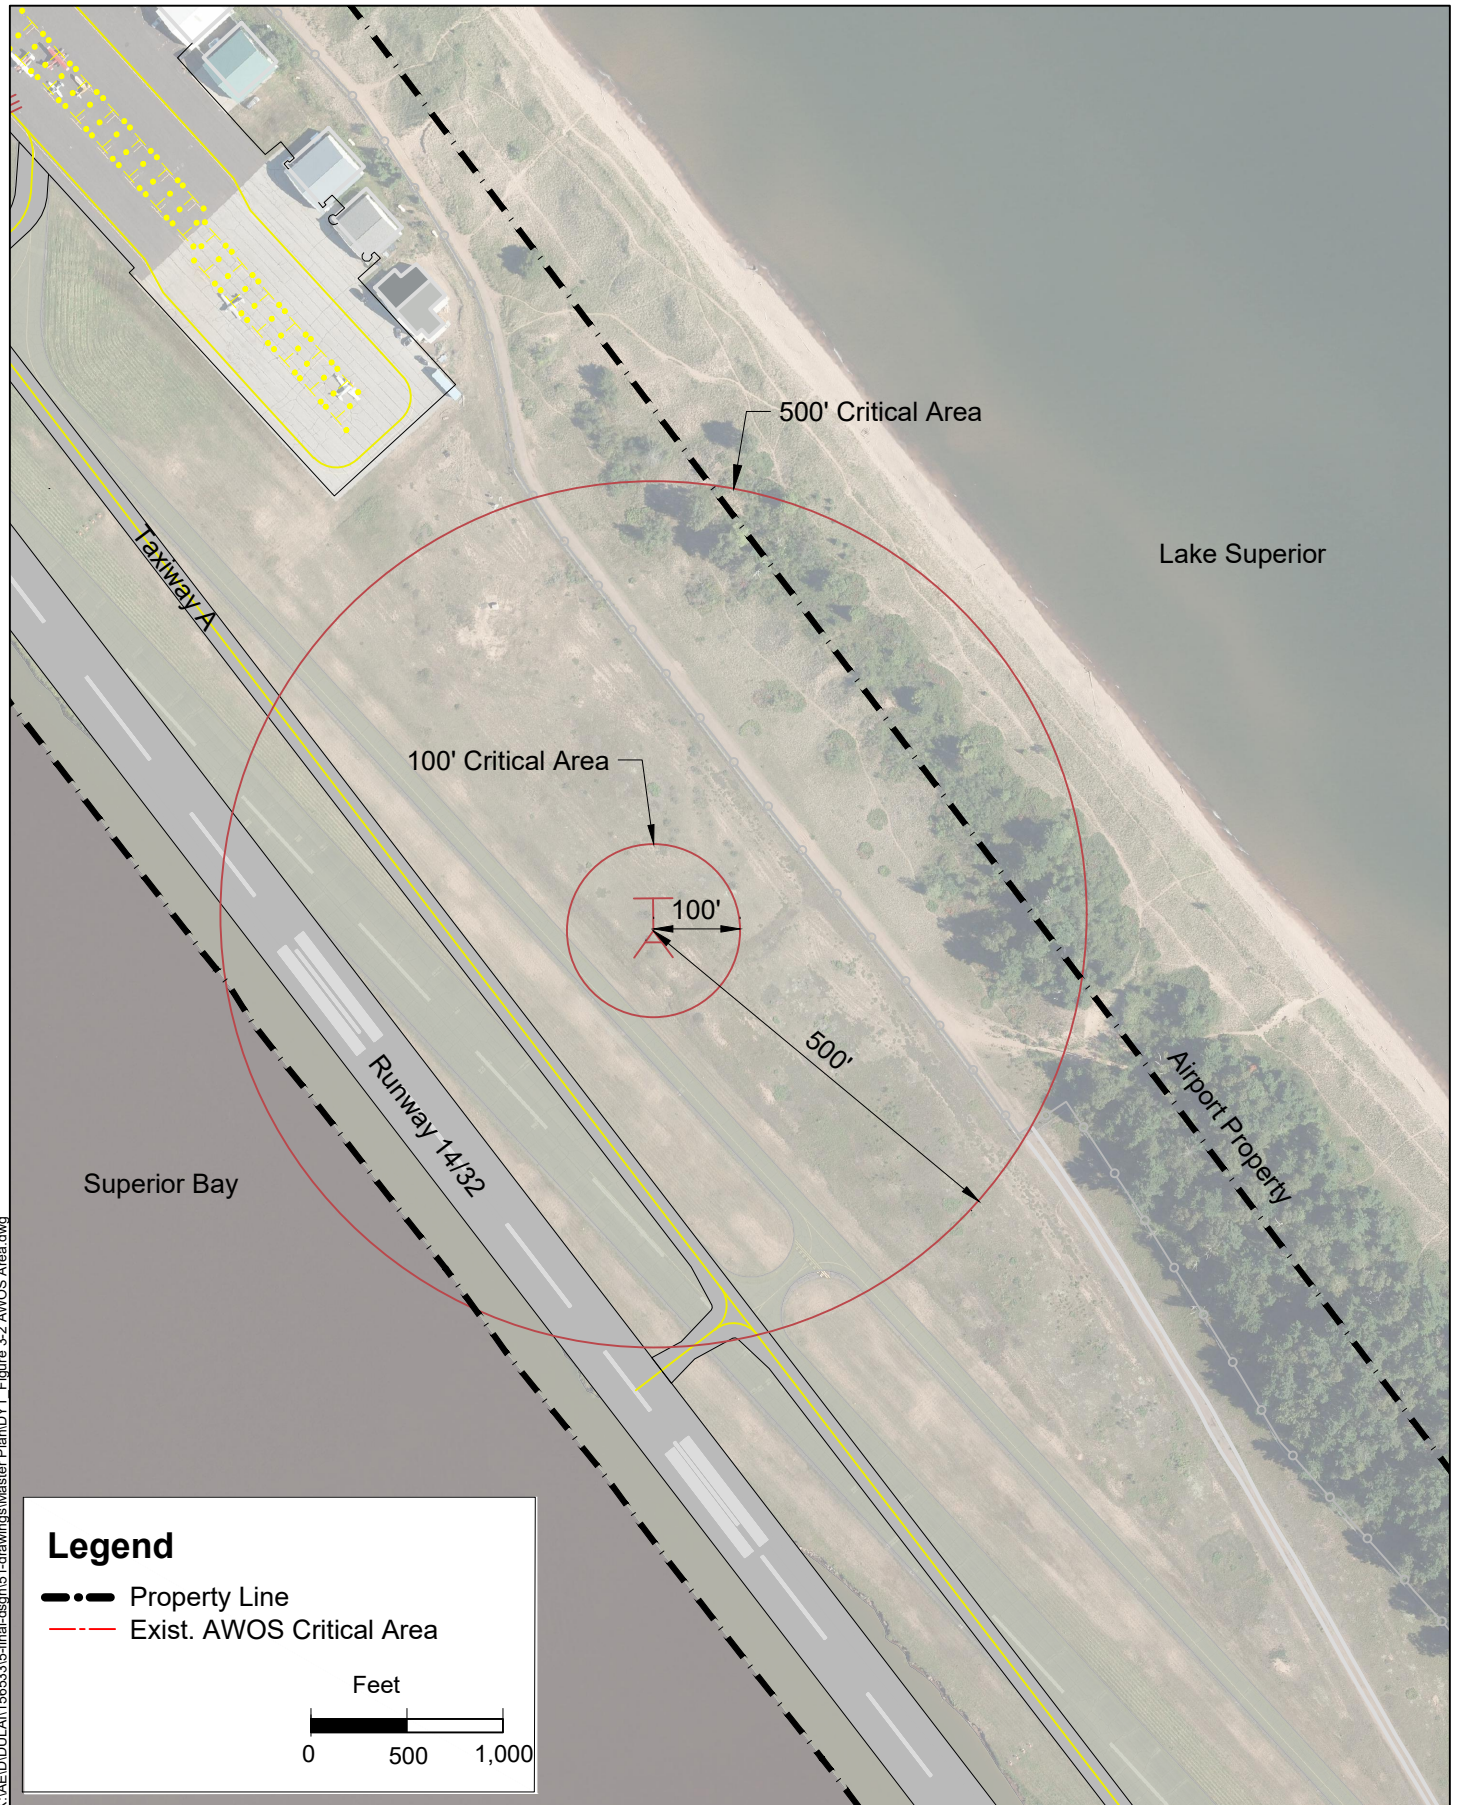 500' Critical Area
Lake Superior
Taxiway A
100' Critical Area
100'
500'
Runway 14/32
Airport Property
Superior Bay
Legend
Property Line
Exist. AWOS Critical Area
Feet
0 500 1,000